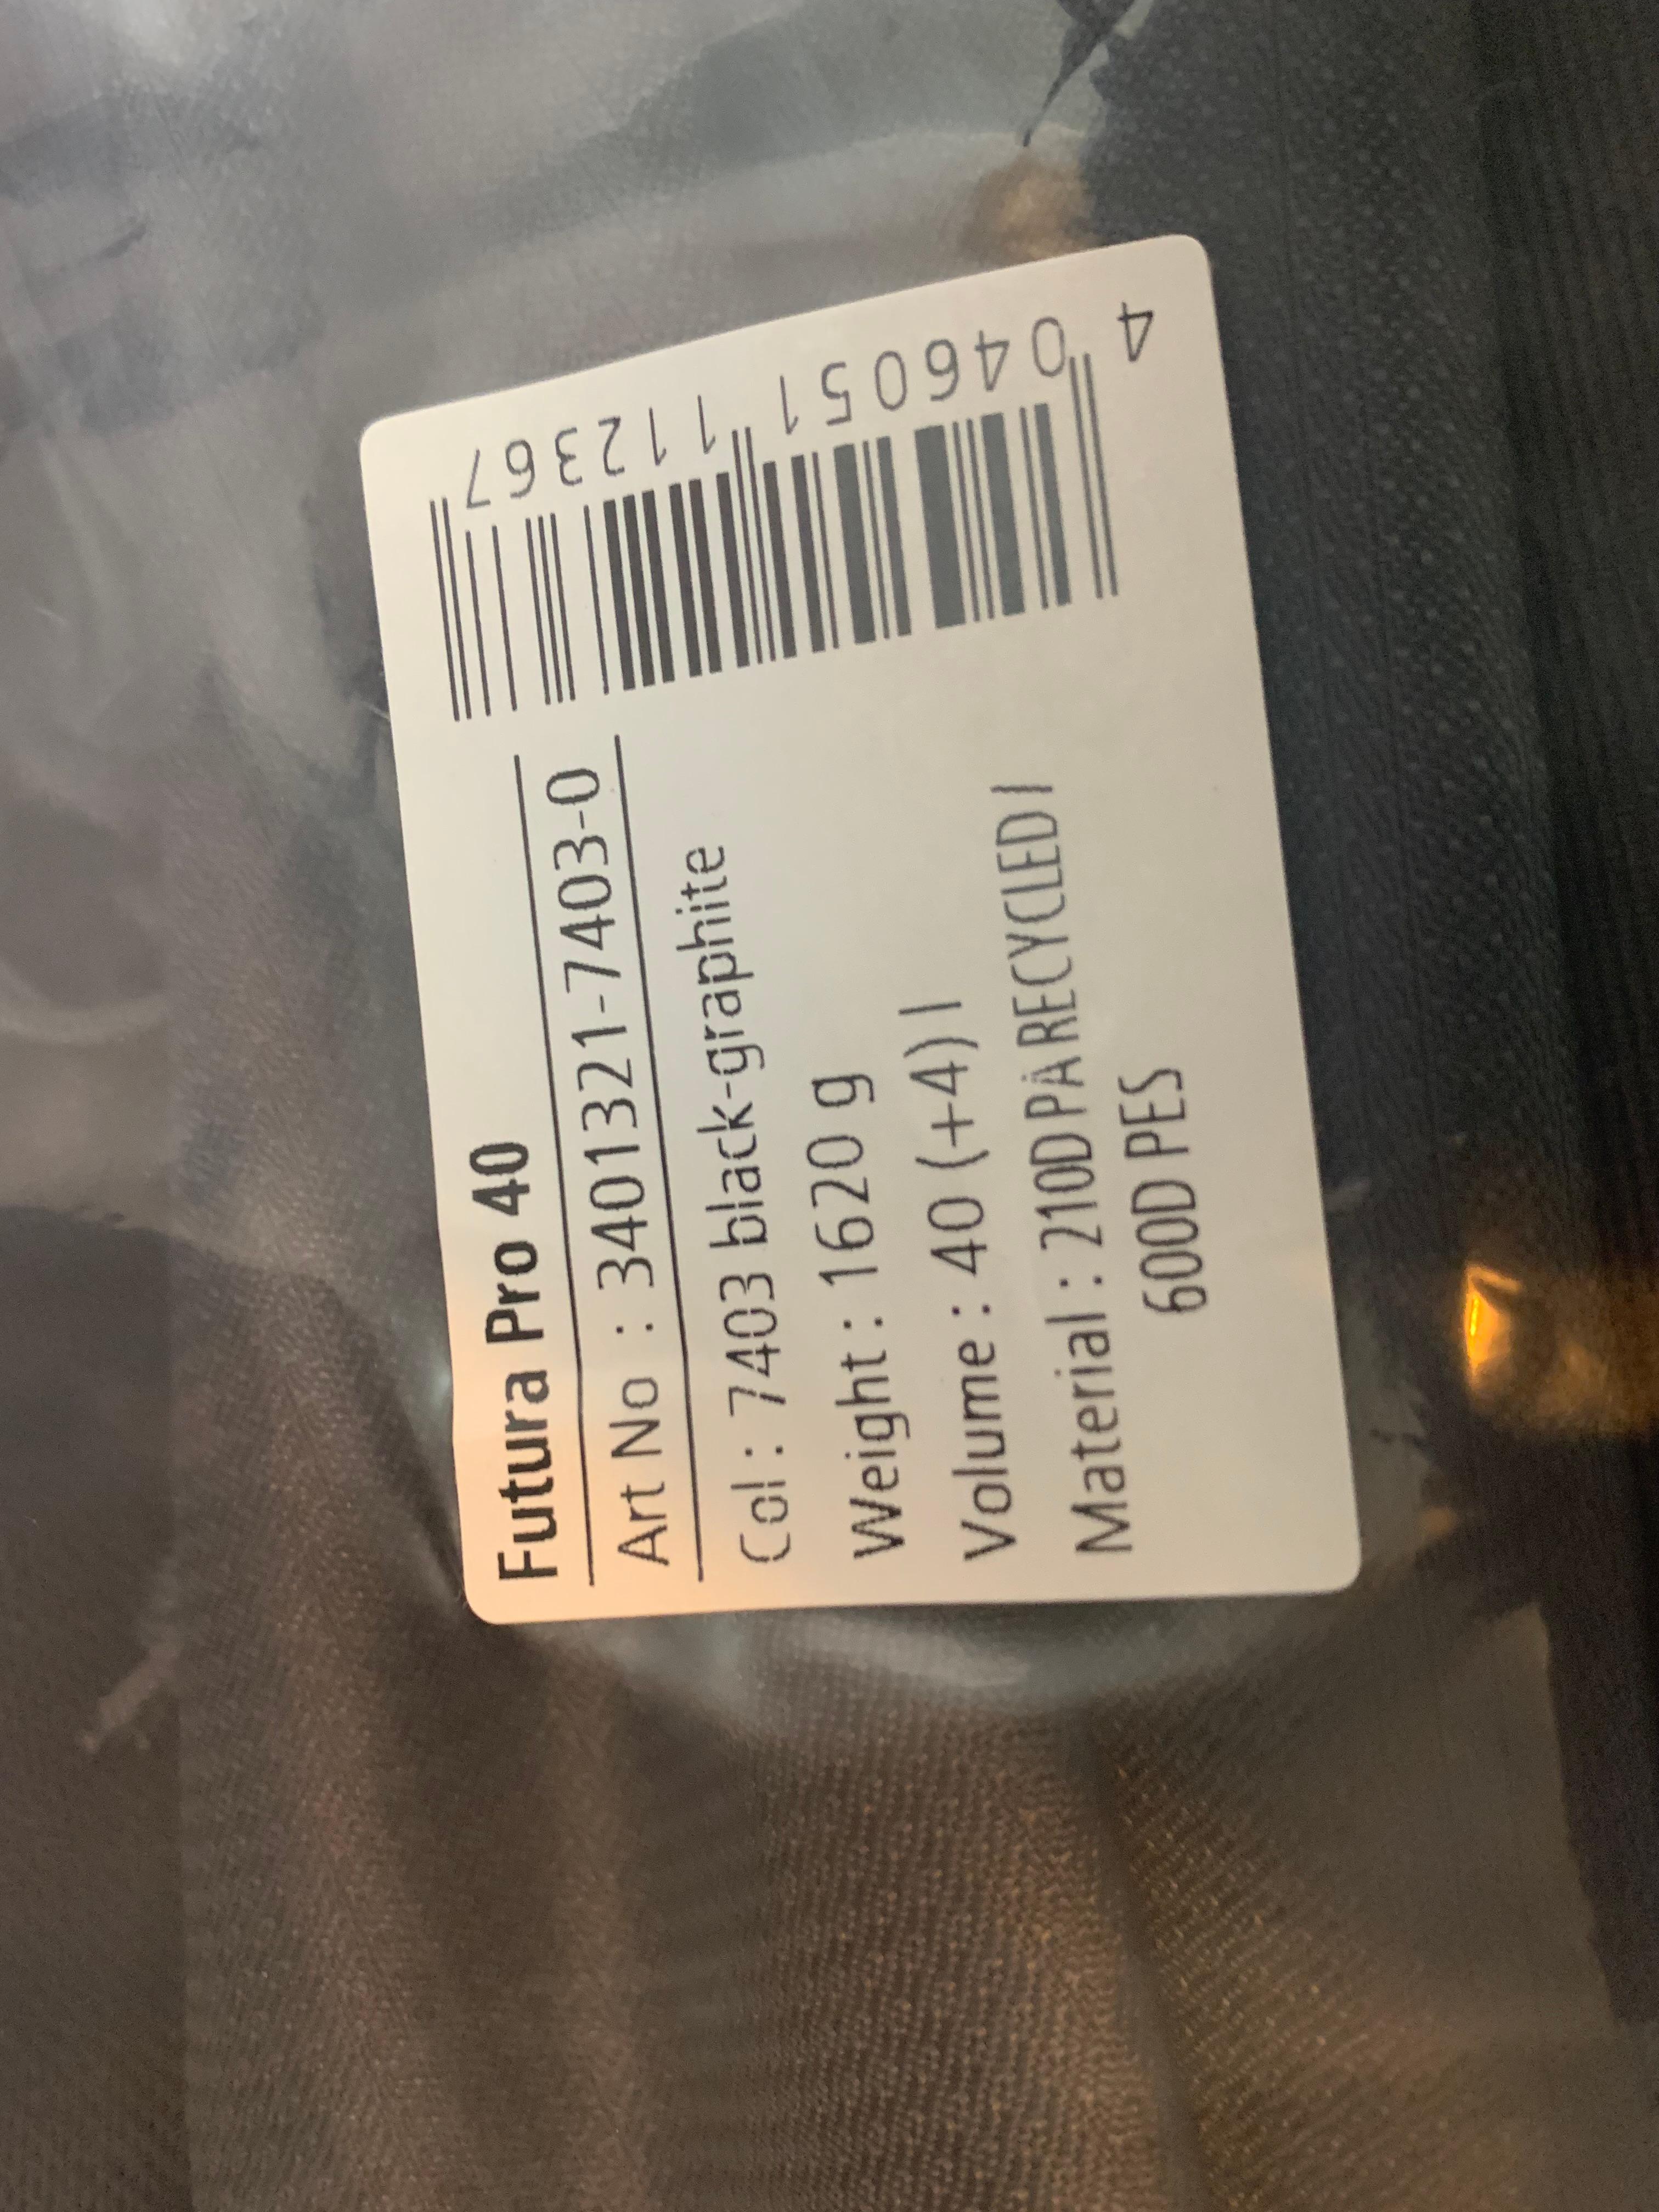 Futura Pro 40
Art No : 3401321-7403-0
Col : 7403 black-graphite
Weight : 1620 g
Volume : 40 (+4) l
Material : 210D PA RECYCLED |
600D PES
4 046051 112367